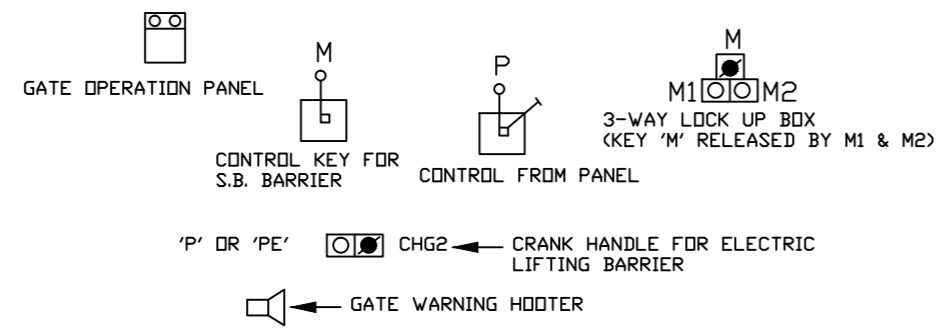 GATE OPERATION PANEL
M
CONTROL KEY FOR
S.B. BARRIER
P
CONTROL FROM PANEL
M
M1 M2
3-WAY LOCK UP BOX
(KEY 'M' RELEASED BY M1 & M2)
'P' OR 'PE' CHG2 CRANK HANDLE FOR ELECTRIC
LIFTING BARRIER
GATE WARNING HOOTER